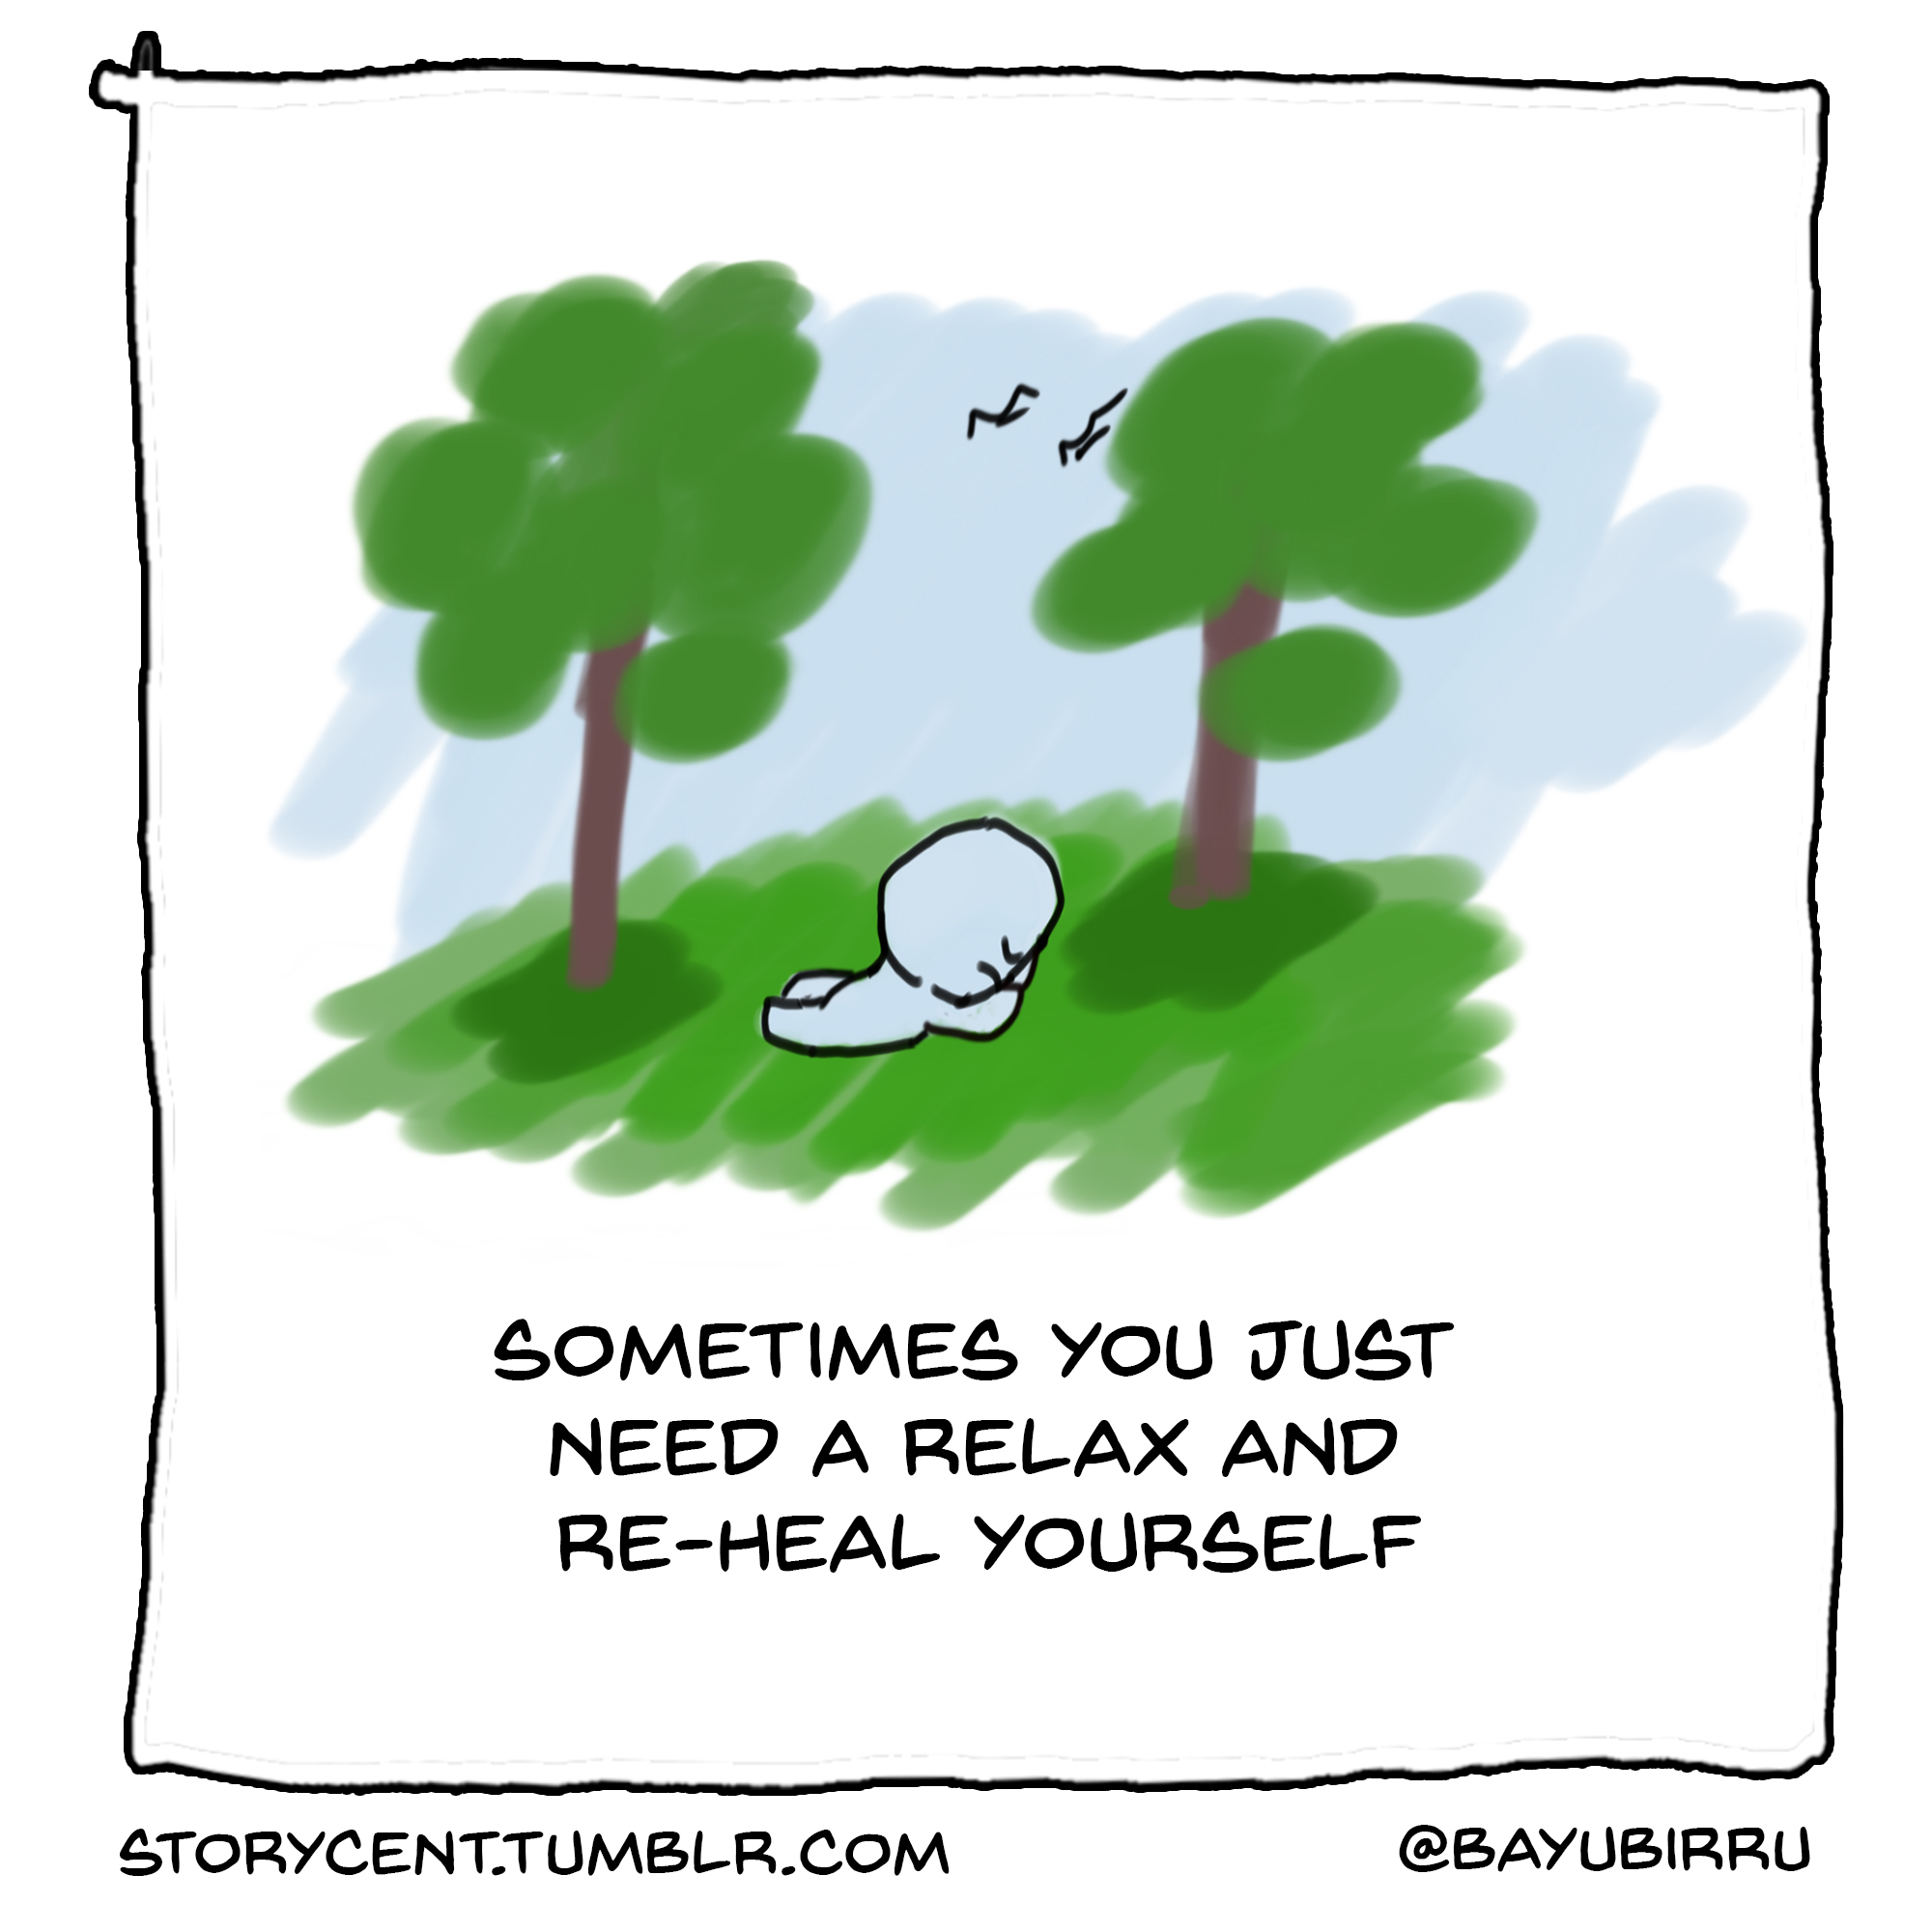 SOMETIMES YOU JUST
NEED A RELAX AND
RE-HEAL YOURSELF
STORYCENT.TUMBLR.COM
@BAYUBIRRU